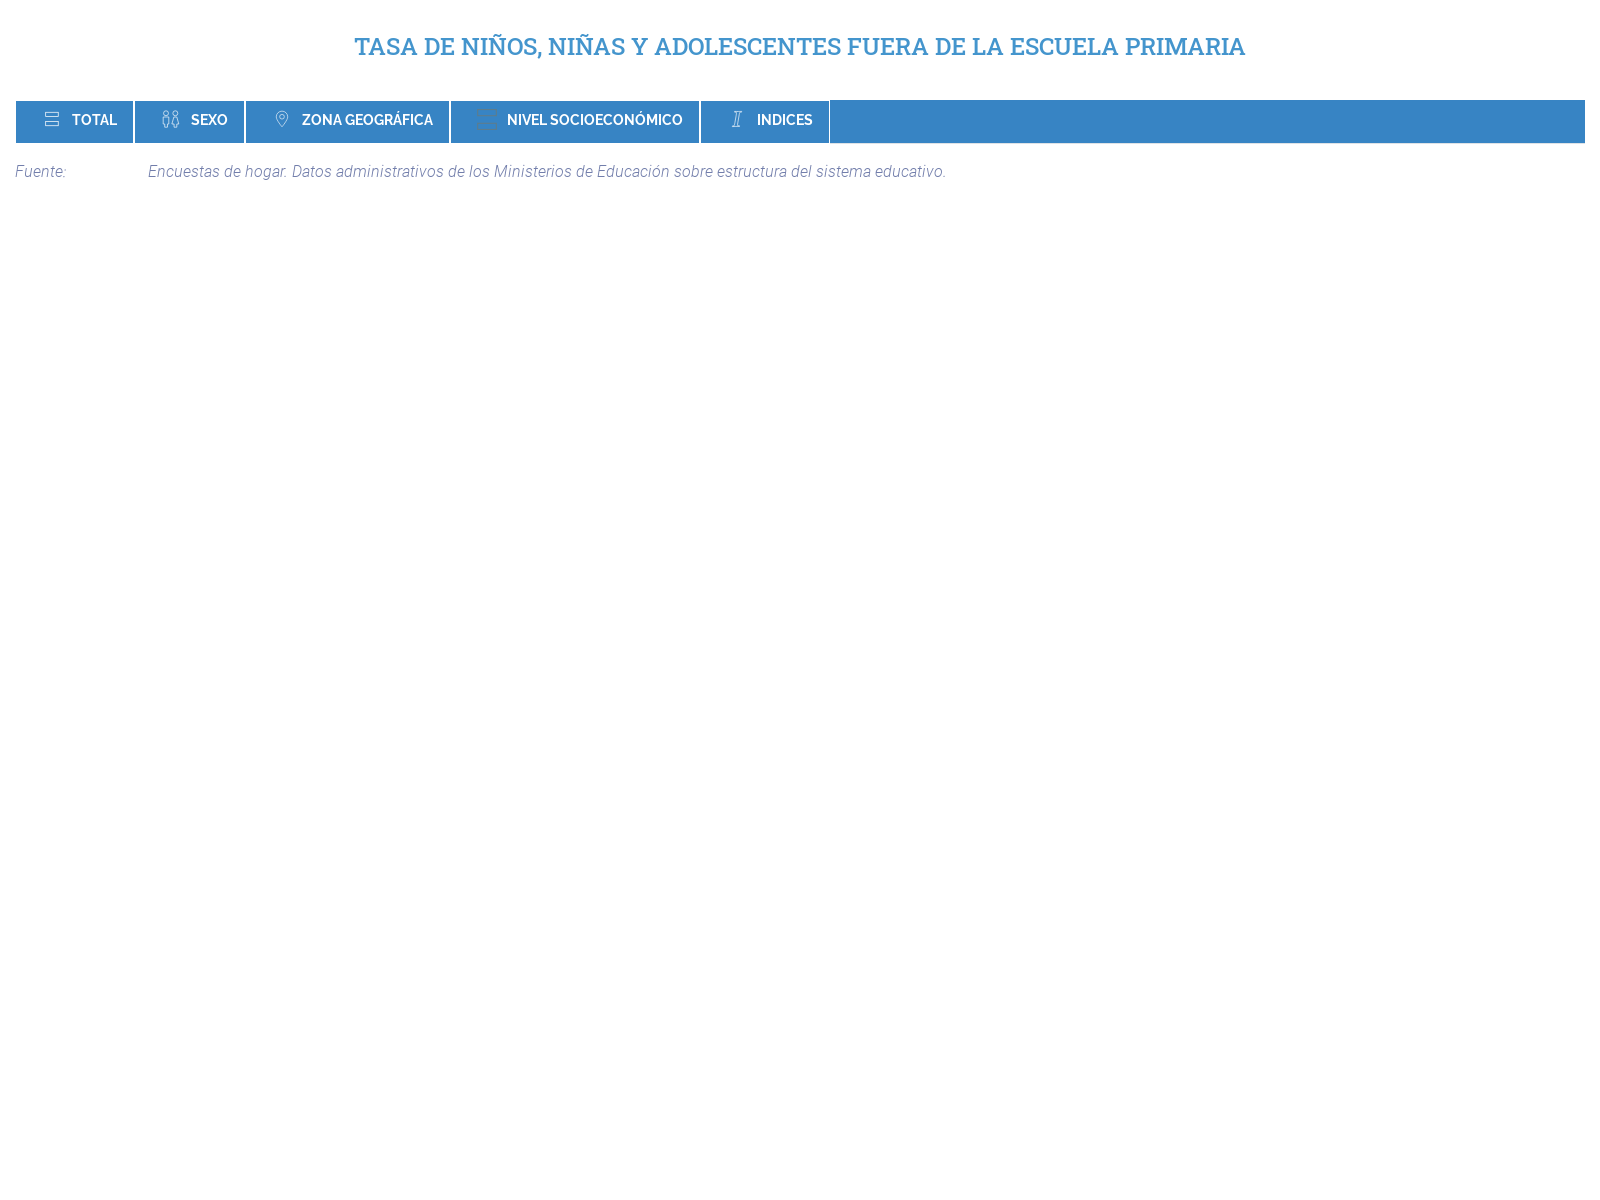 TASA DE NIÑOS, NIÑAS Y ADOLESCENTES FUERA DE LA ESCUELA PRIMARIA
TOTAL SEXO ZONA GEOGRÁFICA NIVEL SOCIOECONÓMICO INDICES
Fuente: Encuestas de hogar. Datos administrativos de los Ministerios de Educación sobre estructura del sistema educativo.